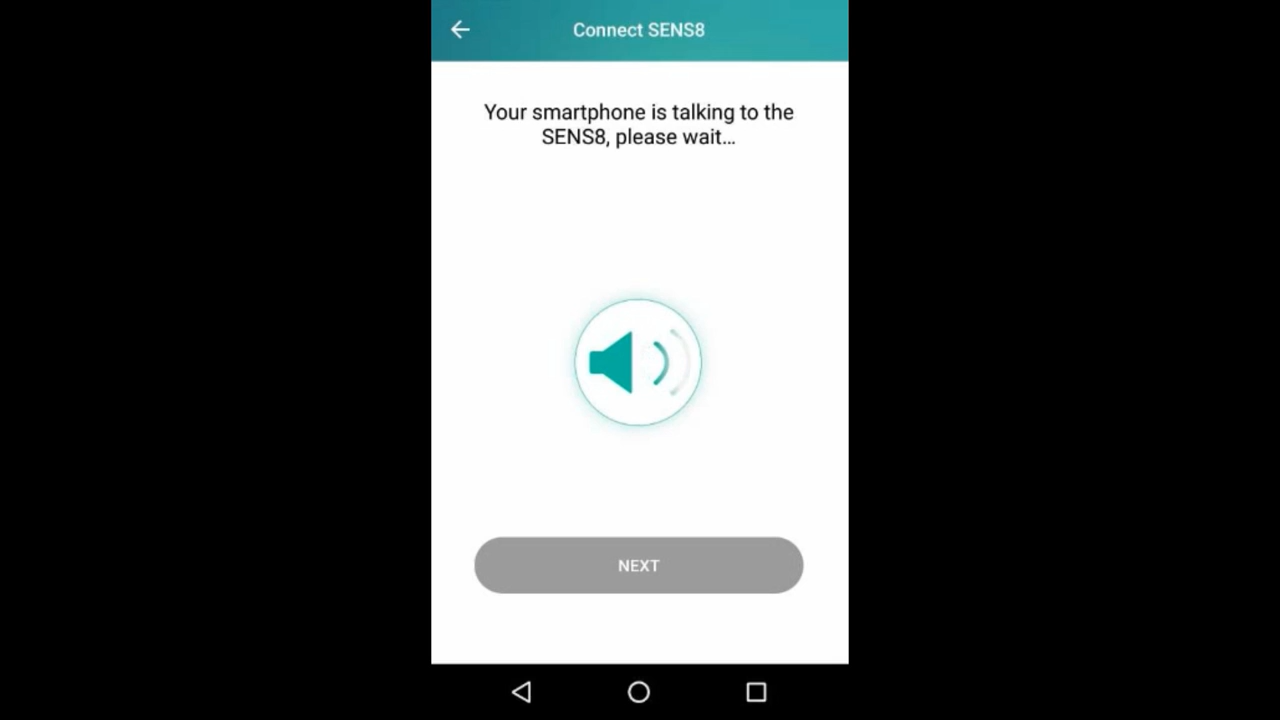 Connect SENS8
Your smartphone is talking to the
SENS8, please wait...
NEXT